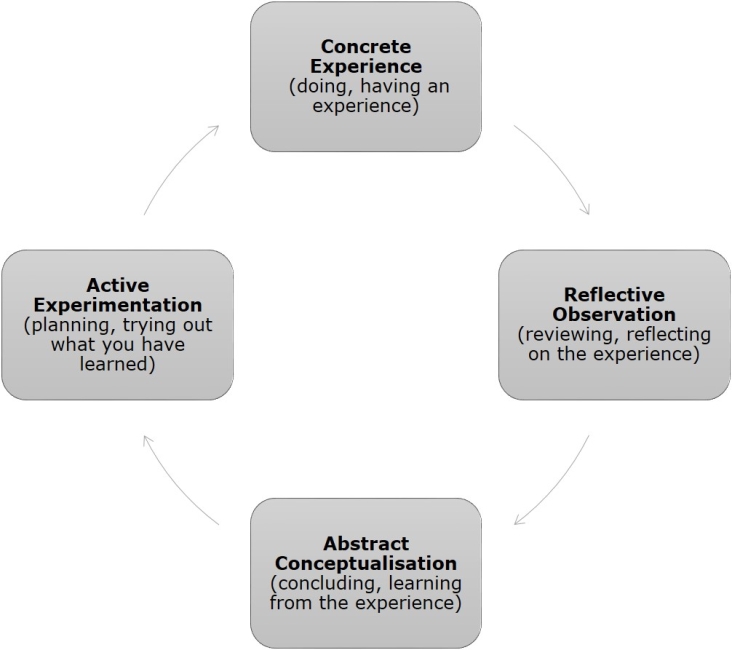 Concrete
Experience
(doing, having an
experience)
Active
Experimentation
(planning, trying out
what you have
learned)
Reflective
Observation
(reviewing, reflecting
on the experience)
Abstract
Conceptualisation
(concluding, learning
from the experience)